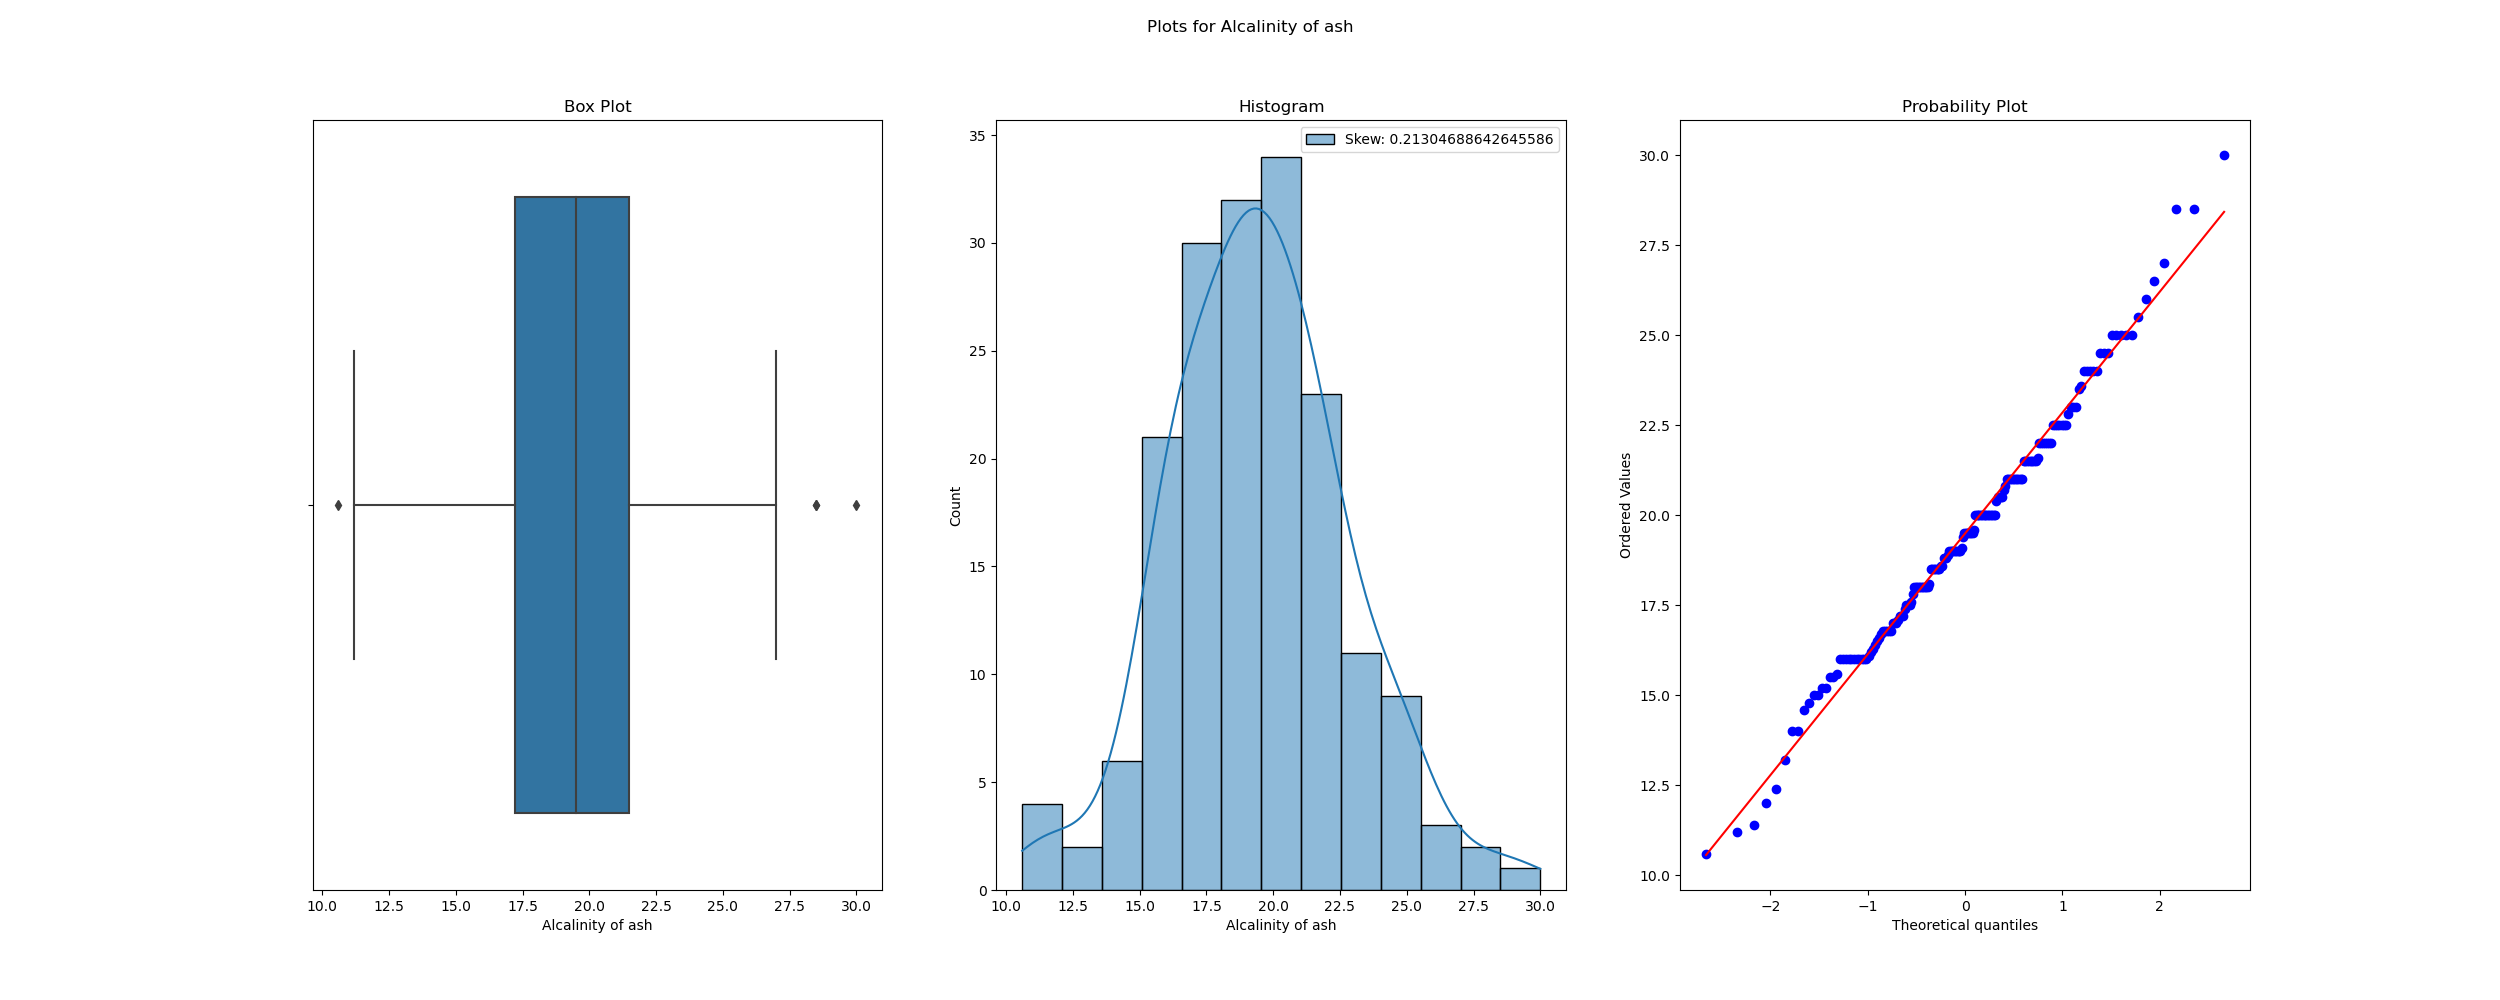 Plots for Alcalinity of ash
Box Plot
10.0 12.5 15.0 17.5 20.0 22.5 25.0 27.5 30.0
Alcalinity of ash
Histogram
Skew: 0.21304688642645586
35
30
25
20
15
10
5
0
Count
10.0 12.5 15.0 17.5 20.0 22.5 25.0 27.5 30.0
Alcalinity of ash
Probability Plot
30.0
27.5
25.0
22.5
20.0
17.5
15.0
12.5
10.0
Ordered Values
−2 −1 0 1 2
Theoretical quantiles